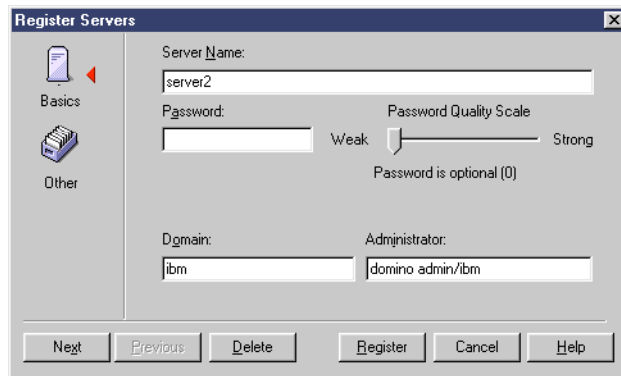 Register Servers
Basics
Other
Server Name:
server2
Password:
Password Quality Scale
Weak
Strong
Password is optional (0)
Domain:
Administrator:
ibm
domino admin/ibm
Next
Previous
Delete
Register
Cancel
Help